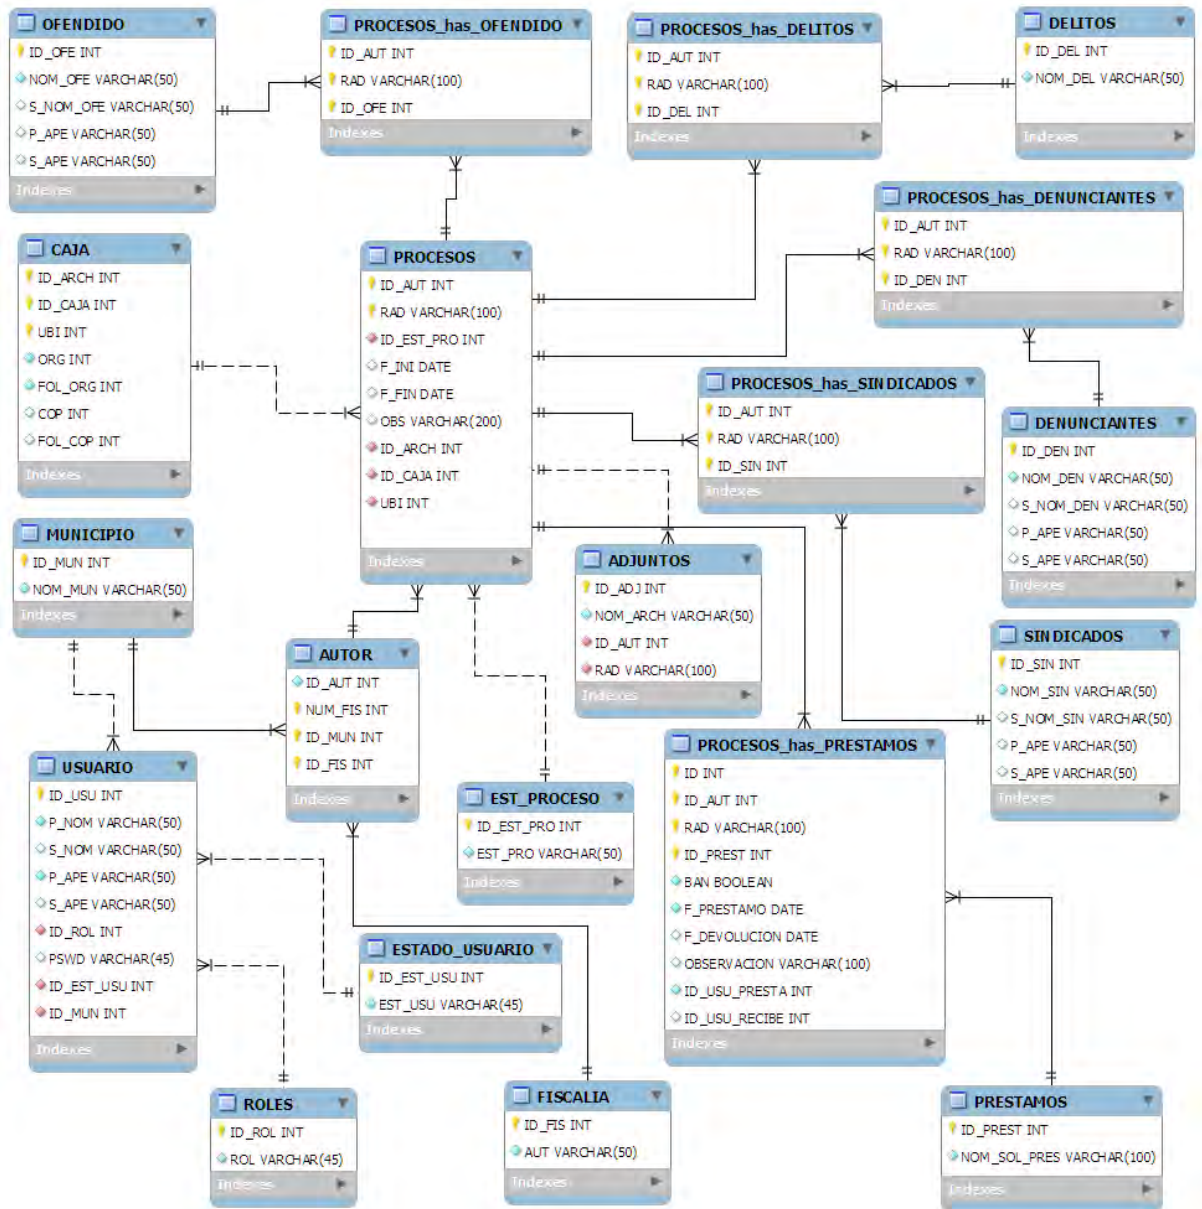 OFENDIDO
ID_OFE INT
NOM_OFE VARCHAR(50)
S_NOM_OFE VARCHAR(50)
P_APE VARCHAR(50)
S_APE VARCHAR(50)
Indexes
PROCESOS_has_OFENDIDO
ID_AUT INT
RAD VARCHAR(100)
ID_OFE INT
Indexes
PROCESOS_has_DELITOS
ID_AUT INT
RAD VARCHAR(100)
ID_DEL INT
Indexes
DELITOS
ID_DEL INT
NOM_DEL VARCHAR(50)
Indexes
PROCESOS_has_DENUNCIANTES
ID_AUT INT
RAD VARCHAR(100)
ID_DEN INT
Indexes
CAJA
ID_ARCH INT
ID_CAJA INT
UBI INT
ORG INT
FOL_ORG INT
COP INT
FOL_COP INT
Indexes
PROCESOS
ID_AUT INT
RAD VARCHAR(100)
ID_EST_PRO INT
F_INI DATE
F_FIN DATE
OBS VARCHAR(200)
ID_ARCH INT
ID_CAJA INT
UBI INT
Indexes
PROCESOS_has_SINDICADOS
ID_AUT INT
RAD VARCHAR(100)
ID_SIN INT
Indexes
DENUNCIANTES
ID_DEN INT
NOM_DEN VARCHAR(50)
S_NOM_DEN VARCHAR(50)
P_APE VARCHAR(50)
S_APE VARCHAR(50)
Indexes
MUNICIPIO
ID_MUN INT
NOM_MUN VARCHAR(50)
Indexes
ADJUNTOS
ID_ADJ INT
NOM_ARCH VARCHAR(50)
ID_AUT INT
RAD VARCHAR(100)
Indexes
AUTOR
ID_AUT INT
NUM_FIS INT
ID_MUN INT
ID_FIS INT
Indexes
SINDICADOS
ID_SIN INT
NOM_SIN VARCHAR(50)
S_NOM_SIN VARCHAR(50)
P_APE VARCHAR(50)
S_APE VARCHAR(50)
Indexes
USUARIO
ID_USU INT
P_NOM VARCHAR(50)
S_NOM VARCHAR(50)
P_APE VARCHAR(50)
S_APE VARCHAR(50)
ID_ROL INT
PSWD VARCHAR(45)
ID_EST_USU INT
ID_MUN INT
Indexes
EST_PROCESO
ID_EST_PRO INT
EST_PRO VARCHAR(50)
Indexes
PROCESOS_has_PRESTAMOS
ID INT
ID_AUT INT
RAD VARCHAR(100)
ID_PREST INT
BAN BOOLEAN
F_PRESTAMO DATE
F_DEVOLUCION DATE
OBSERVACION VARCHAR(100)
ID_USU_PRESTA INT
ID_USU_RECIBE INT
Indexes
ESTADO_USUARIO
ID_EST_USU INT
EST_USU VARCHAR(45)
Indexes
ROLES
ID_ROL INT
ROL VARCHAR(45)
Indexes
FISCALIA
ID_FIS INT
AUT VARCHAR(50)
Indexes
PRESTAMOS
ID_PREST INT
NOM_SOL_PRES VARCHAR(100)
Indexes